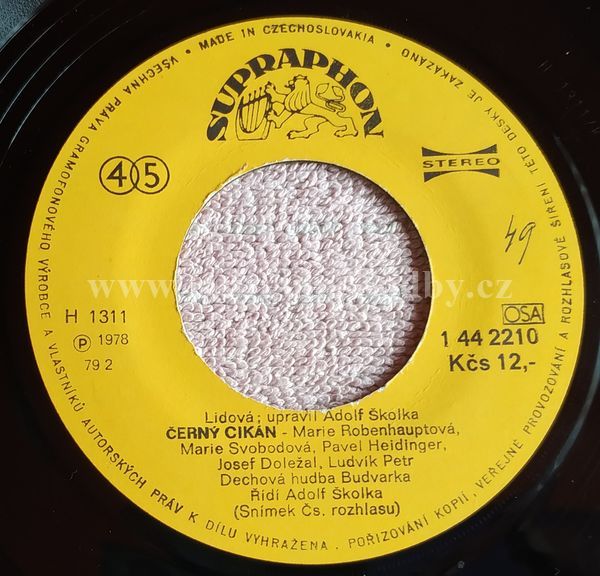 VŠECHNA PRÁVA GRAMOFONOVÉHO VÝROBCE A VLASTNÍKŮ AUTORSKÝCH PRÁV K DÍLU VYHRAŽENA. POŘIZOVÁNÍ KOPIÍ, VEŘEJNÉ PROVOZOVÁNÍ A ROZHLASOVÉ ŠÍŘENÍ TÉTO DESKY JE ZAKÁZÁNO • MADE IN CZECHOSLOVAKIA •
SUPRAPHON
45
STEREO
49
H 1311
℗ 1978
79 2
OSA
1 44 2210
Kčs 12,-
Lidová; upravil Adolf Školka
ČERNÝ CIKÁN - Marie Robenhauptová,
Marie Svobodová, Pavel Heidinger,
Josef Doležal, Ludvík Petr
Dechová hudba Budvarka
Řídí Adolf Školka
(Snímek Čs. rozhlasu)